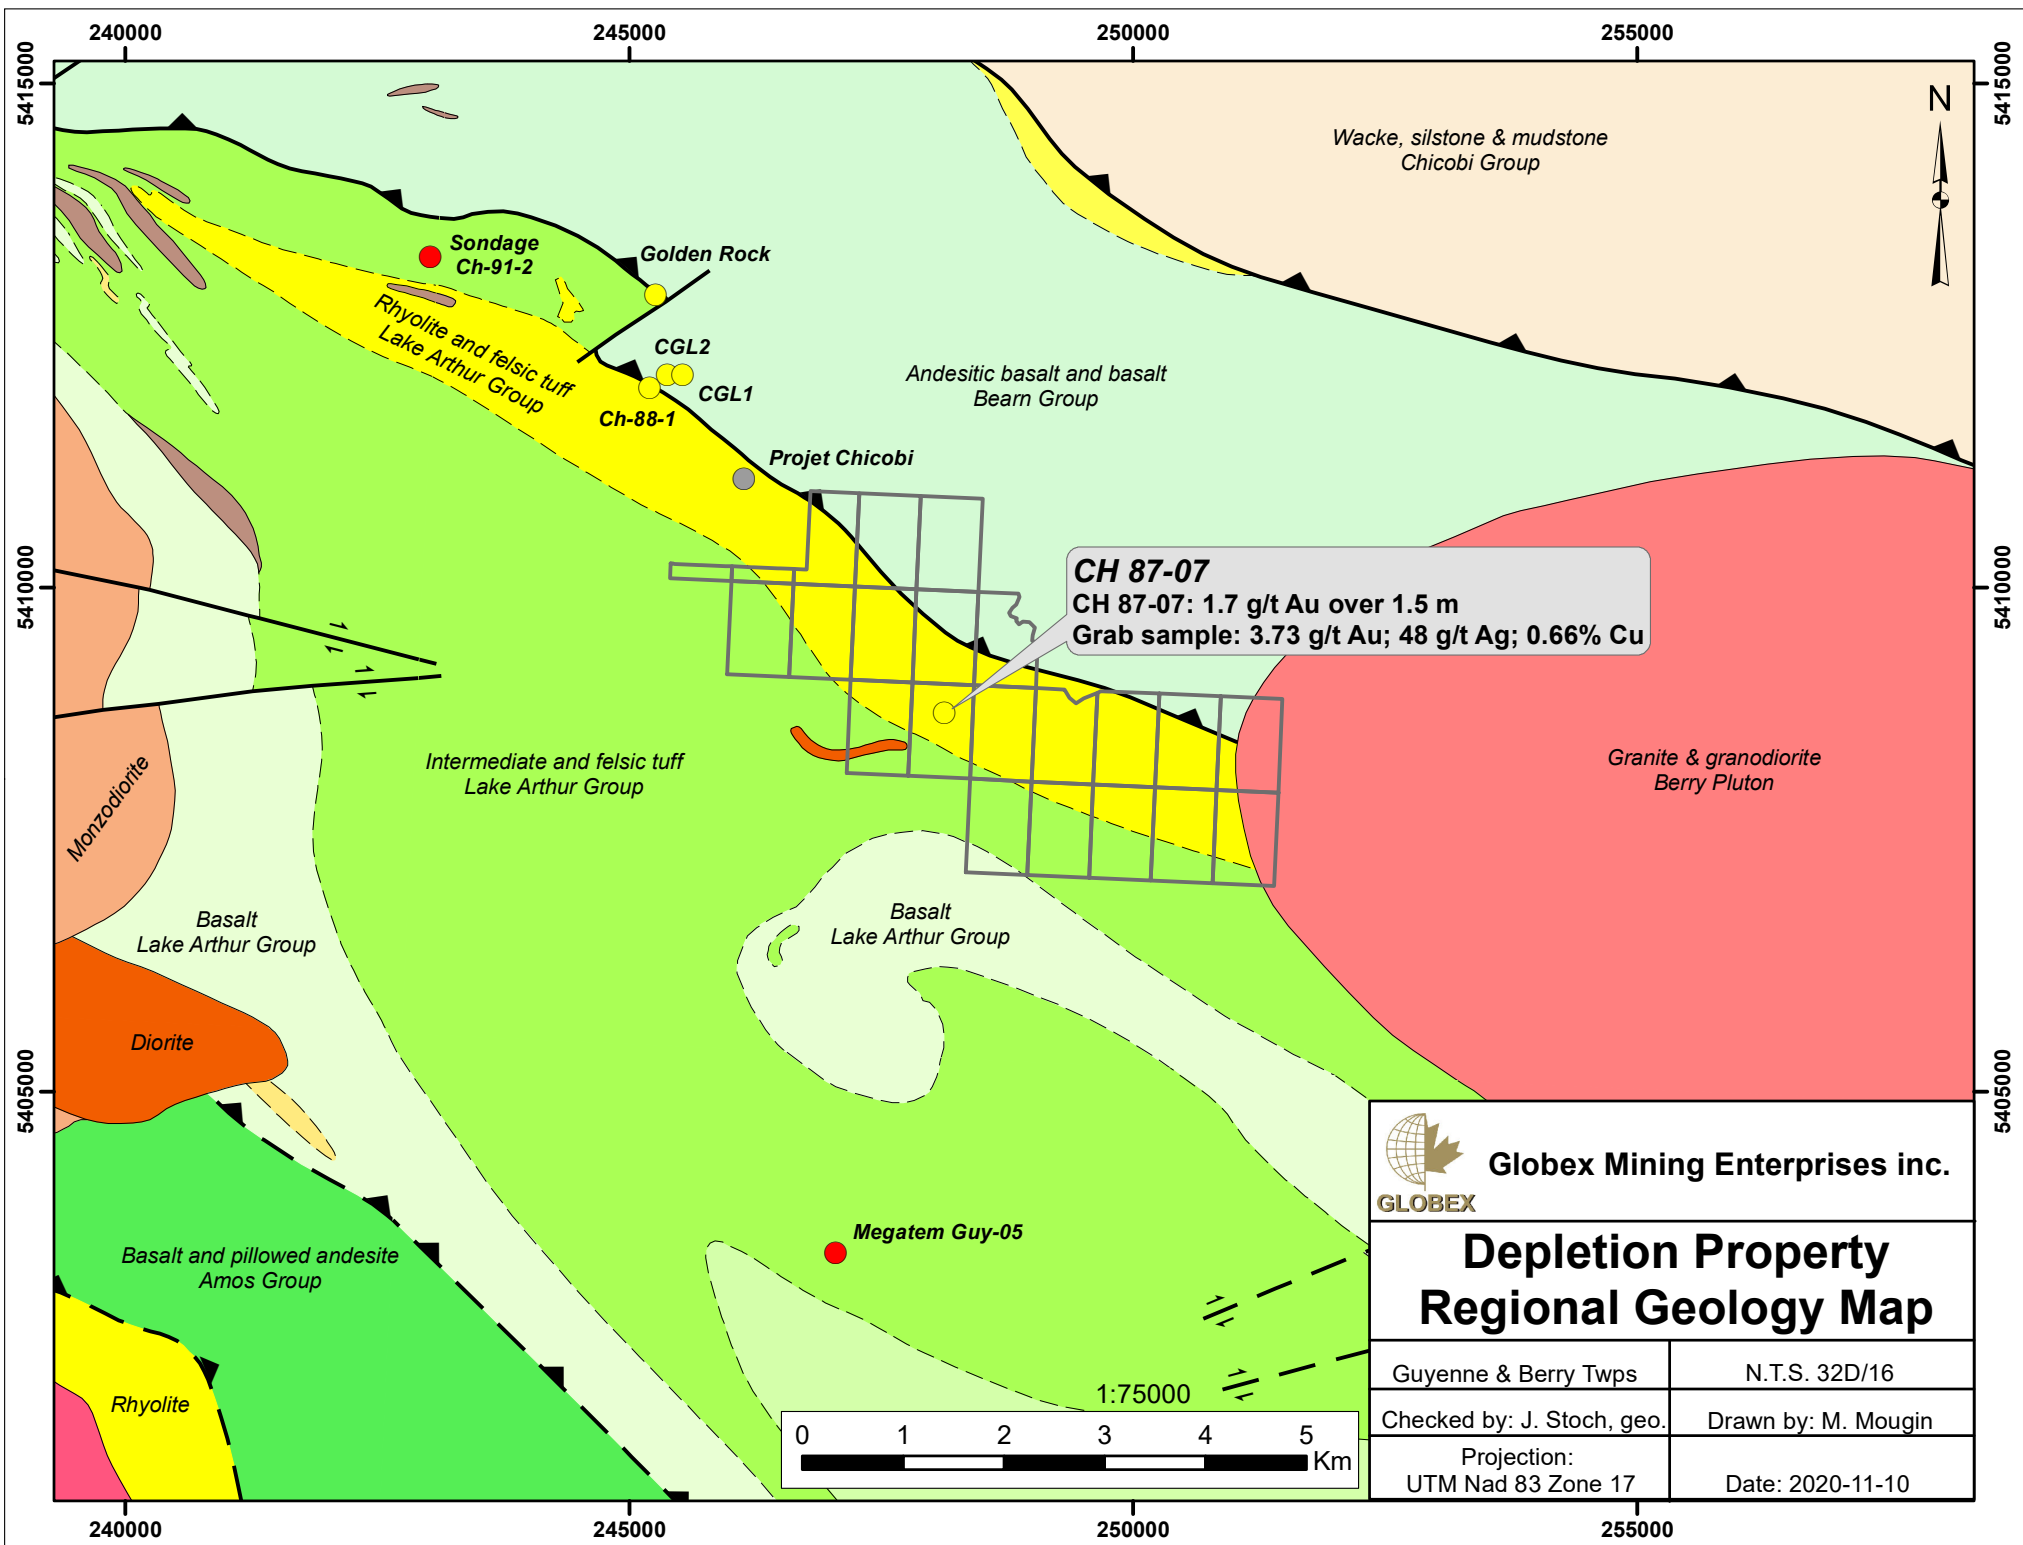 240000
245000
250000
255000
5415000
5415000
N
Wacke, silstone & mudstone
Chicobi Group
Sondage
Ch-91-2
Golden Rock
Rhyolite and felsic tuff
Lake Arthur Group
CGL2
CGL1
Ch-88-1
Andesitic basalt and basalt
Bearn Group
Projet Chicobi
5410000
5410000
CH 87-07
CH 87-07: 1.7 g/t Au over 1.5 m
Grab sample: 3.73 g/t Au; 48 g/t Ag; 0.66% Cu
Intermediate and felsic tuff
Lake Arthur Group
Granite & granodiorite
Berry Pluton
Monzodiorite
Basalt
Lake Arthur Group
Basalt
Lake Arthur Group
Diorite
5405000
5405000
Megatem Guy-05
Basalt and pillowed andesite
Amos Group
Rhyolite
1:75000
0 1 2 3 4 5
Km
GLOBEX
Globex Mining Enterprises inc.
Depletion Property
Regional Geology Map
Guyenne & Berry Twps
N.T.S. 32D/16
Checked by: J. Stoch, geo.
Drawn by: M. Mougin
Projection:
UTM Nad 83 Zone 17
Date: 2020-11-10
240000
245000
250000
255000